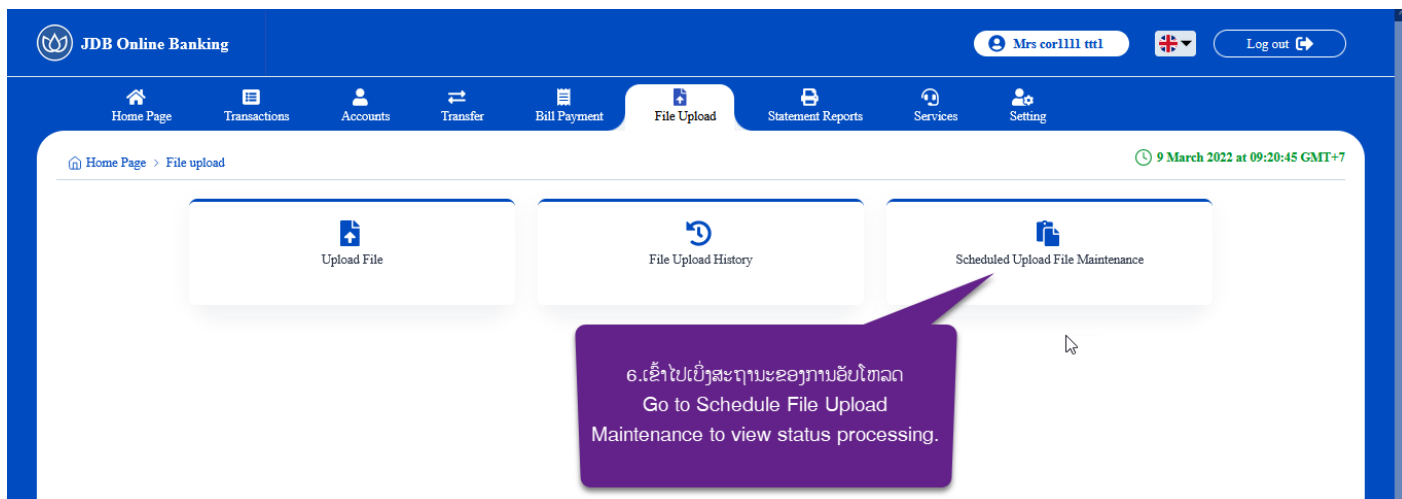 JDB Online Banking
Mrs cor1111 ttt1
Log out
Home Page
Transactions
Accounts
Transfer
Bill Payment
File Upload
Statement Reports
Services
Setting
Home Page > File upload
9 March 2022 at 09:20:45 GMT+7
Upload File
File Upload History
Scheduled Upload File Maintenance
6.ເຂົ້າໄປເບິ່ງສະຖານະຂອງການອັບໂຫລດ
Go to Schedule File Upload
Maintenance to view status processing.